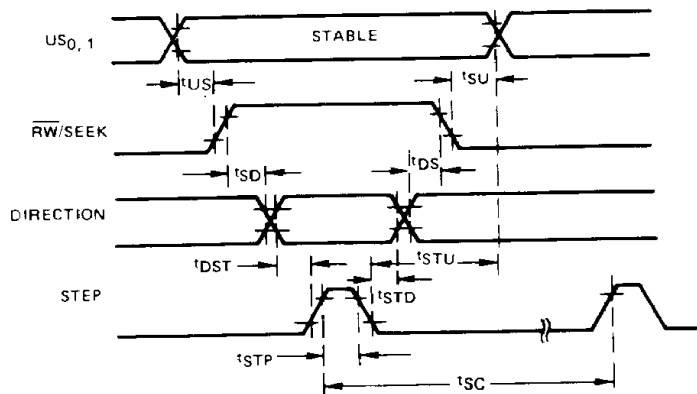 US0, 1
STABLE
tUS
tSU
RW/SEEK
tSD
tDS
DIRECTION
tDST
tSTU
tSTD
STEP
tSTP
tSC